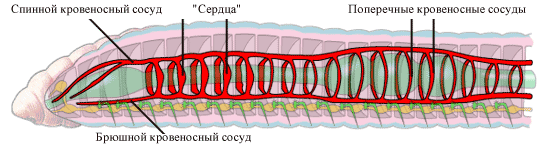 Спинной кровеносный сосуд
"Сердца"
Поперечные кровеносные сосуды
Брюшной кровеносный сосуд